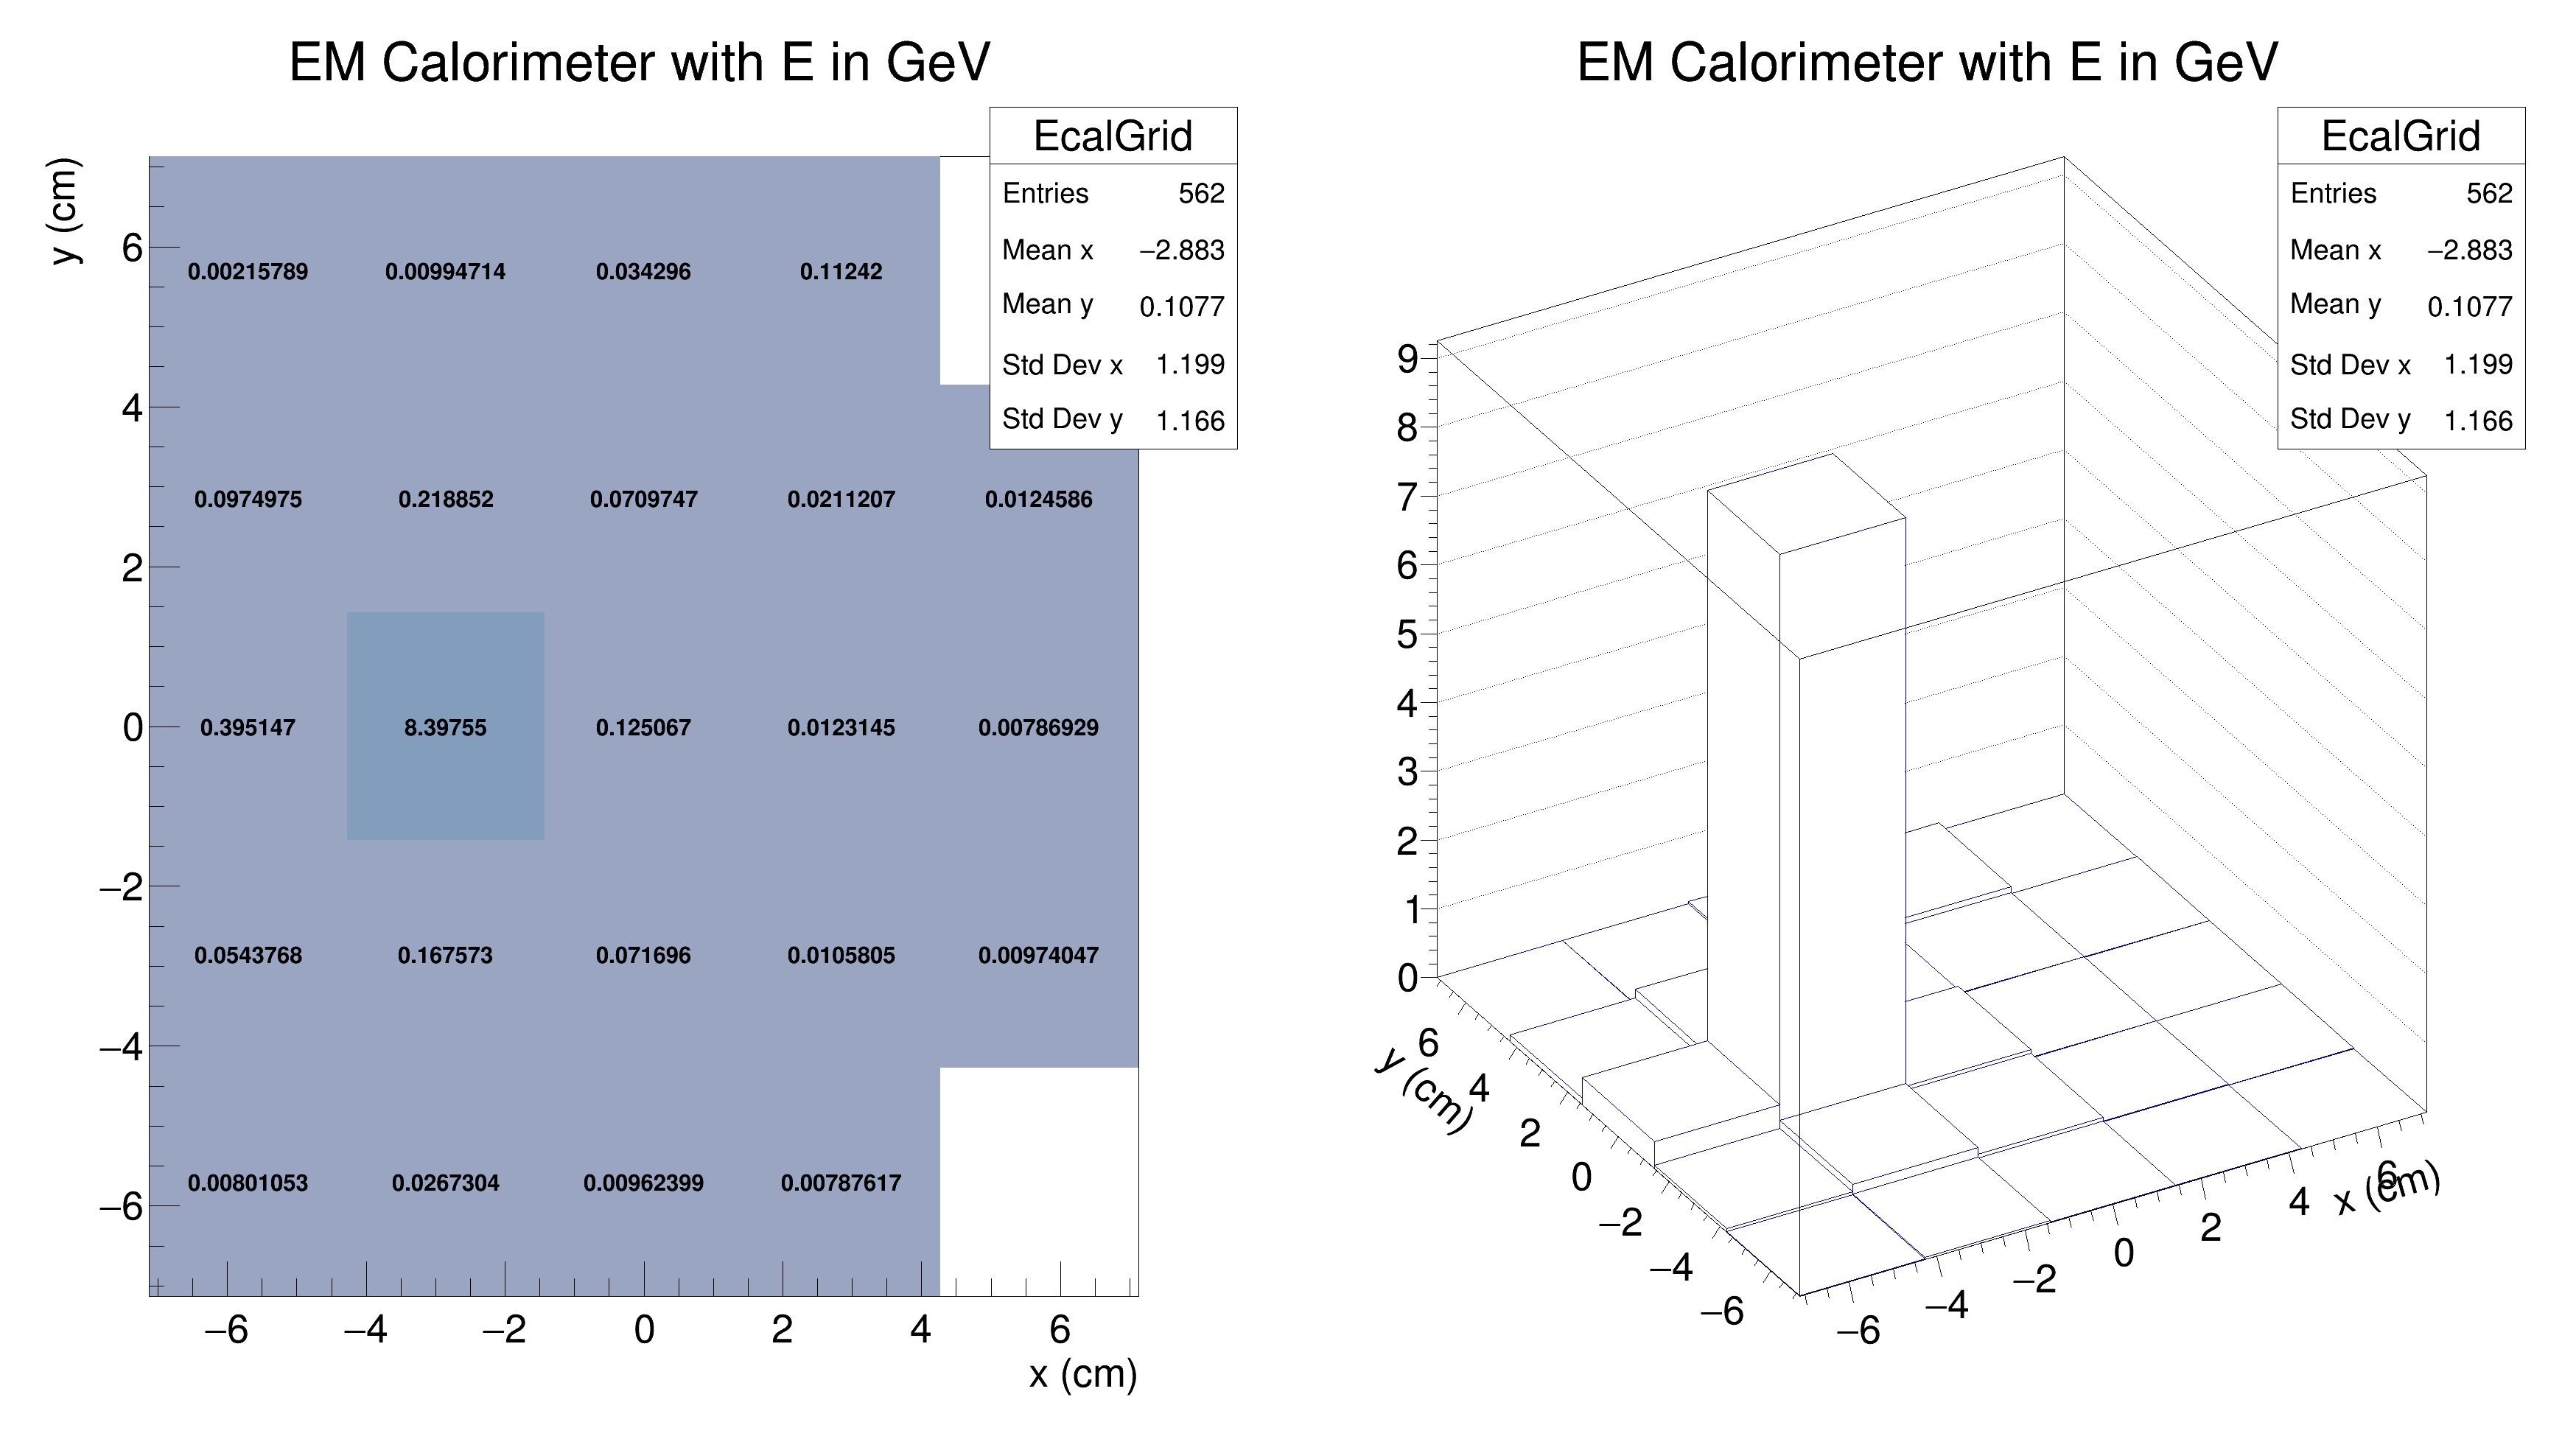 EM Calorimeter with E in GeV
EcalGrid
Entries 562
Mean x −2.883
Mean y 0.1077
Std Dev x 1.199
Std Dev y 1.166
y (cm)
6
4
2
0
−2
−4
−6
0.00215789 0.00994714 0.034296 0.11242
0.0974975 0.218852 0.0709747 0.0211207 0.0124586
0.395147 8.39755 0.125067 0.0123145 0.00786929
0.0543768 0.167573 0.071696 0.0105805 0.00974047
0.00801053 0.0267304 0.00962399 0.00787617
−6 −4 −2 0 2 4 6
x (cm)
EM Calorimeter with E in GeV
EcalGrid
Entries 562
Mean x −2.883
Mean y 0.1077
Std Dev x 1.199
Std Dev y 1.166
9
8
7
6
5
4
3
2
1
0
y (cm)
6
4
2
0
−2
−4
−6
−6 −4 −2 0 2 4 6
x (cm)